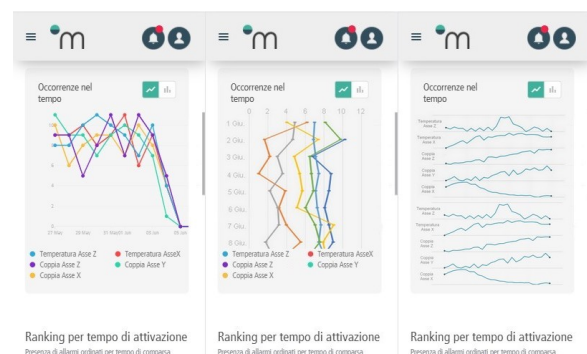 m
Occorrenze nel
tempo
27 May
30 May
Temperatura Asse Z
Temperatura AsseX
Coppia Asse Z
Coppia Asse Y
Coppia Asse X
Ranking per tempo di attivazione
Presenza di allarmi ordinati per tempo di comparsa
m
Occorrenze nel
tempo
0 2 4 6 8 10 12
1 Giu.
2 Giu.
3 Giu.
4 Giu.
5 Giu.
6 Giu.
7 Giu.
8 Giu.
Temperatura Asse Z
Temperatura AsseX
Coppia Asse Z
Coppia Asse Y
Coppia Asse X
Ranking per tempo di attivazione
Presenza di allarmi ordinati per tempo di comparsa
m
Occorrenze nel
tempo
Temperatura
Asse Z
Temperatura
Asse X
Coppia
Asse Z
Coppia
Asse Y
Coppia
Asse X
Temperatura
Asse Z
Temperatura
Asse X
Coppia
Asse Z
Coppia
Asse Y
Coppia
Asse X
Ranking per tempo di attivazione
Presenza di allarmi ordinati per tempo di comparsa